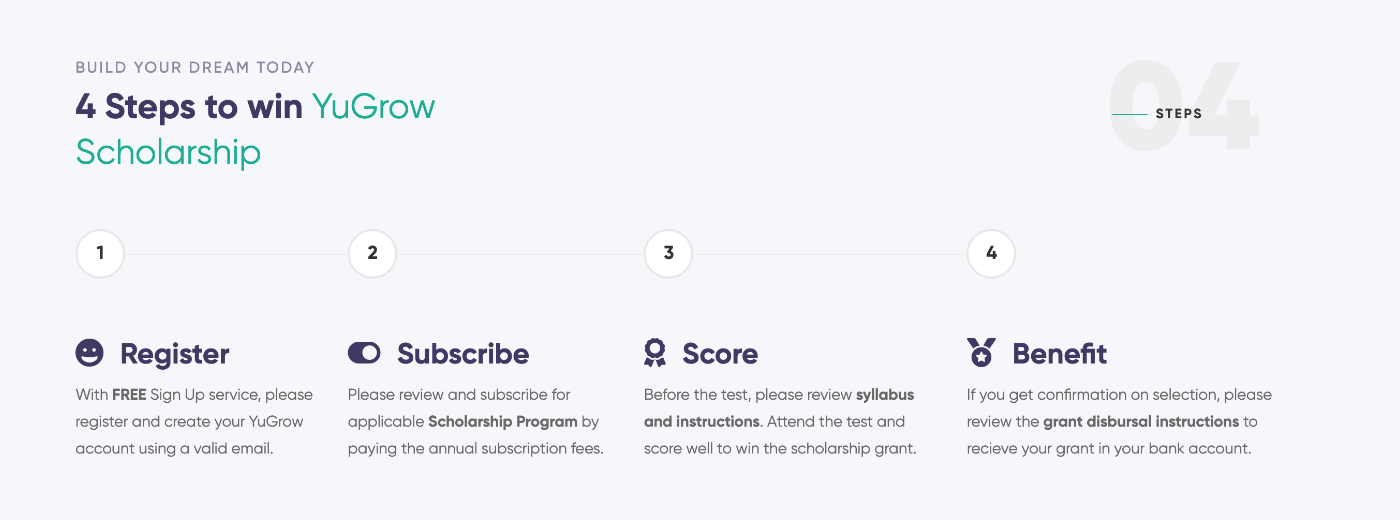 BUILD YOUR DREAM TODAY
4 Steps to win YuGrow
Scholarship
04
STEPS
1
2
3
4
Register
With FREE Sign Up service, please
register and create your YuGrow
account using a valid email.
Subscribe
Please review and subscribe for
applicable Scholarship Program by
paying the annual subscription fees.
Score
Before the test, please review syllabus
and instructions. Attend the test and
score well to win the scholarship grant.
Benefit
If you get confirmation on selection, please
review the grant disbursal instructions to
recieve your grant in your bank account.